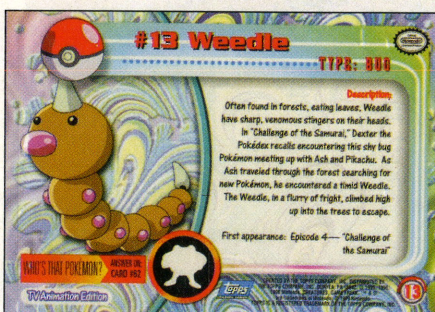 #13 Weedle
TYPE: BUG
Description:
Often found in forests, eating leaves, Weedle
have sharp, venomous stingers on their heads.
In "Challenge of the Samurai," Dexter the
Pokédex recalls encountering this shy bug
Pokémon meeting up with Ash and Pikachu. As
Ash traveled through the forest searching for
new Pokémon, he encountered a timid Weedle.
The Weedle, in a flurry of fright, climbed high
up into the trees to escape.
First appearance: Episode 4— "Challenge of
the Samurai"
WHO'S THAT POKÉMON?
ANSWER ON:
CARD #62
TV Animation Edition
Topps
13